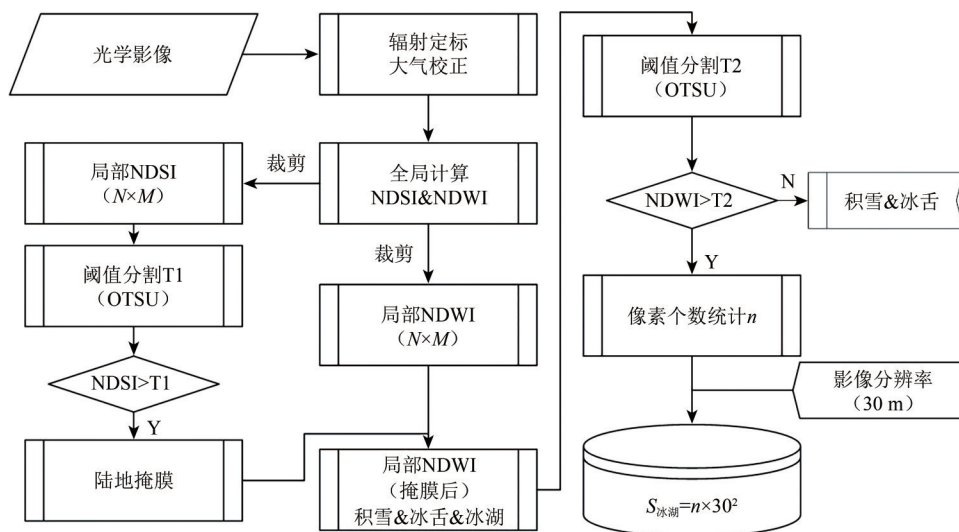 光学影像
辐射定标
大气校正
全局计算
NDSI&NDWI
裁剪
局部NDSI
（N×M）
阈值分割T1
（OTSU）
NDSI>T1
Y
陆地掩膜
裁剪
局部NDWI
（N×M）
局部NDWI
（掩膜后）
积雪&冰舌&冰湖
阈值分割T2
（OTSU）
NDWI>T2
N
积雪&冰舌
Y
像素个数统计n
影像分辨率
（30 m）
S冰湖=n×30²